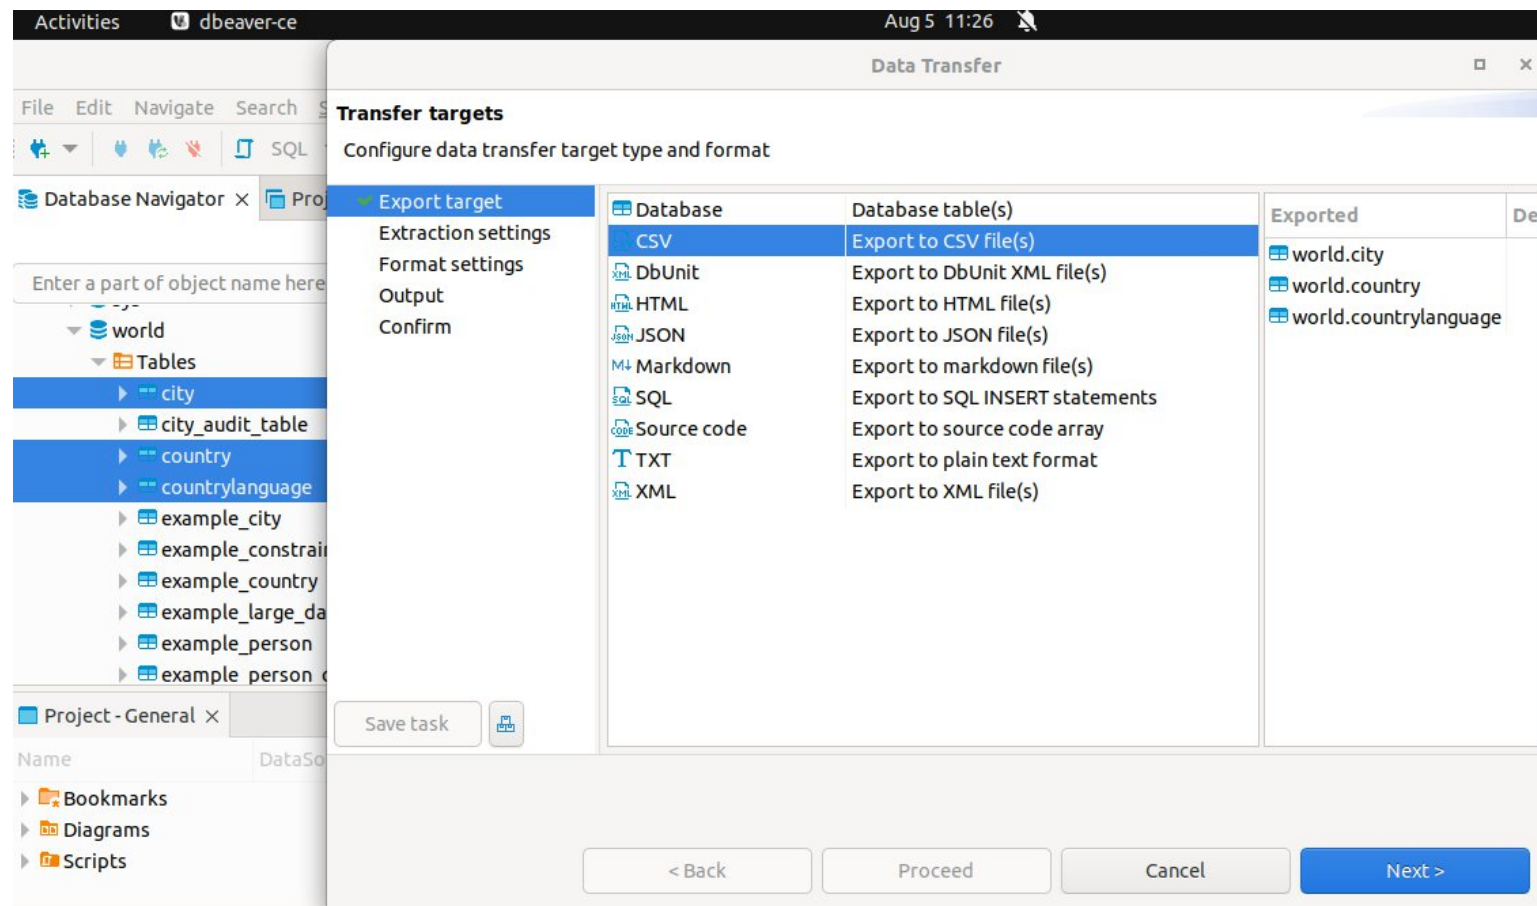 Activities dbeaver-ce Aug 5 11:26
Data Transfer
File Edit Navigate Search S
SQL
Database Navigator Proj
Enter a part of object name here
world
Tables
city
city_audit_table
country
countrylanguage
example_city
example_constrain
example_country
example_large_da
example_person
example_person_c
Project - General
Name DataSo
Bookmarks
Diagrams
Scripts
Transfer targets
Configure data transfer target type and format
Export target
Extraction settings
Format settings
Output
Confirm
Save task
Database Database table(s)
CSV Export to CSV file(s)
DbUnit Export to DbUnit XML file(s)
HTML Export to HTML file(s)
JSON Export to JSON file(s)
Markdown Export to markdown file(s)
SQL Export to SQL INSERT statements
Source code Export to source code array
TXT Export to plain text format
XML Export to XML file(s)
Exported De
world.city
world.country
world.countrylanguage
< Back Proceed Cancel Next >